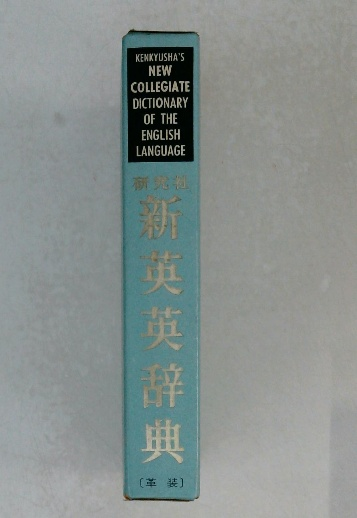 KENKYUSHA'S
NEW
COLLEGIATE
DICTIONARY
OF THE
ENGLISH
LANGUAGE
研究社
新英英辞典
〔革装〕